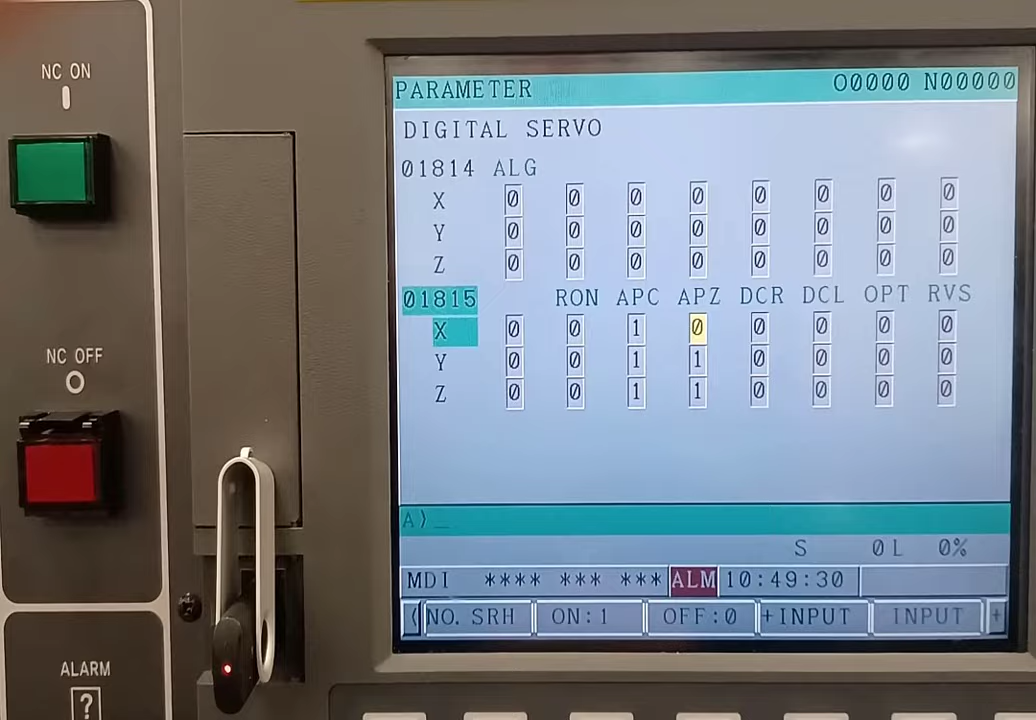 NC ON
NC OFF
ALARM
?
PARAMETER O0000 N00000
DIGITAL SERVO
01814 ALG
X 0 0 0 0 0 0 0 0
Y 0 0 0 0 0 0 0 0
Z 0 0 0 0 0 0 0 0
01815 RON APC APZ DCR DCL OPT RVS
X 0 0 1 0 0 0 0 0
Y 0 0 1 1 0 0 0 0
Z 0 0 1 1 0 0 0 0
A)_
S 0 L 0%
MDI **** *** *** ALM 10:49:30
( NO. SRH ON:1 OFF:0 +INPUT INPUT +